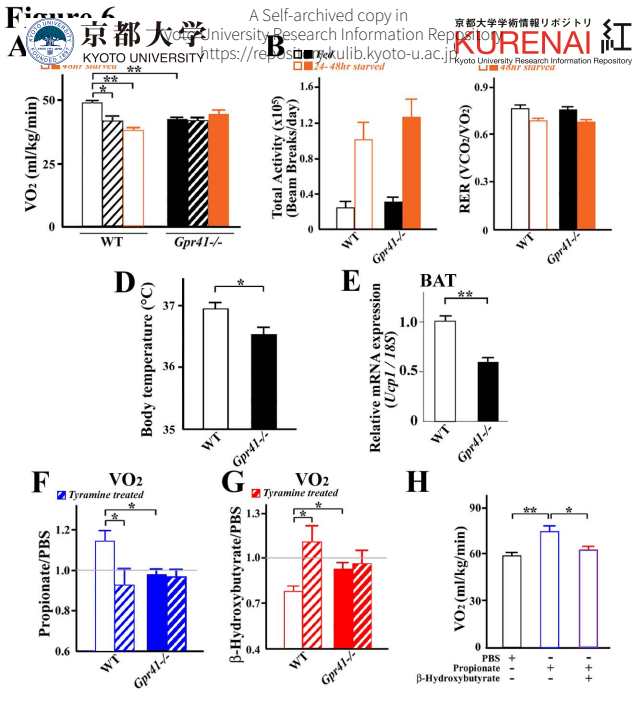 Figure 6
A Self-archived copy in
京都大学
KYOTO UNIVERSITY
Kyoto University Research Information Repository
https://repository.kulib.kyoto-u.ac.jp
京都大学学術情報リポジトリ
KURENAI 紅
Kyoto University Research Information Repository
A
48hr starved
VO2 (ml/kg/min)
50
25
0
*
**
**
WT
Gpr41-/-
B
Fed
24- 48hr starved
Total Activity (x10⁵)
(Beam Breaks/day)
1.6
1.2
0.8
0.4
0
WT
Gpr41-/-
48hr starved
RER (VCO2/VO2)
0.9
0.6
0.3
0
WT
Gpr41-/-
D
Body temperature (°C)
37
36
35
*
WT
Gpr41-/-
E
BAT
Relative mRNA expression
(Ucp1 / 18S)
1.0
0.5
0
**
WT
Gpr41-/-
F
VO2
Tyramine treated
Propionate/PBS
1.2
1.0
0.8
0.6
*
*
WT
Gpr41-/-
G
VO2
Tyramine treated
β-Hydroxybutyrate/PBS
1.3
1.0
0.7
0.4
*
*
WT
Gpr41-/-
H
VO2 (ml/kg/min)
90
60
30
0
**
*
PBS + - -
Propionate - + +
β-Hydroxybutyrate - - +